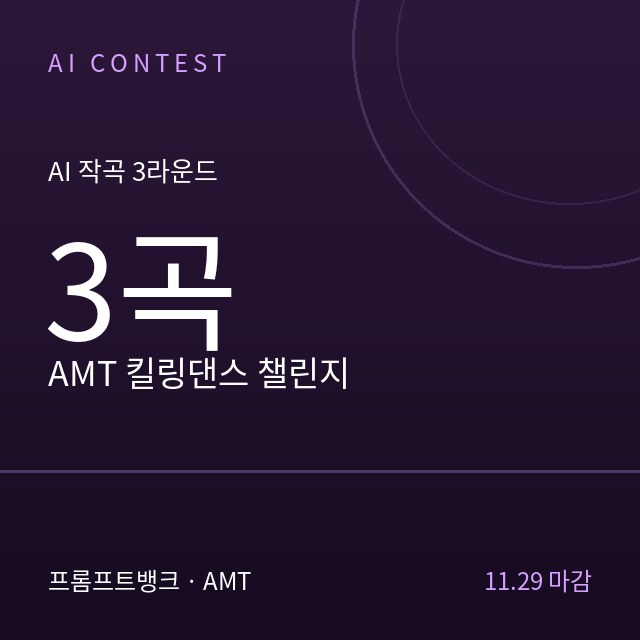 AI CONTEST
AI 작곡 3라운드
3곡
AMT 킬링댄스 챌린지
프롬프트뱅크 · AMT
11.29 마감